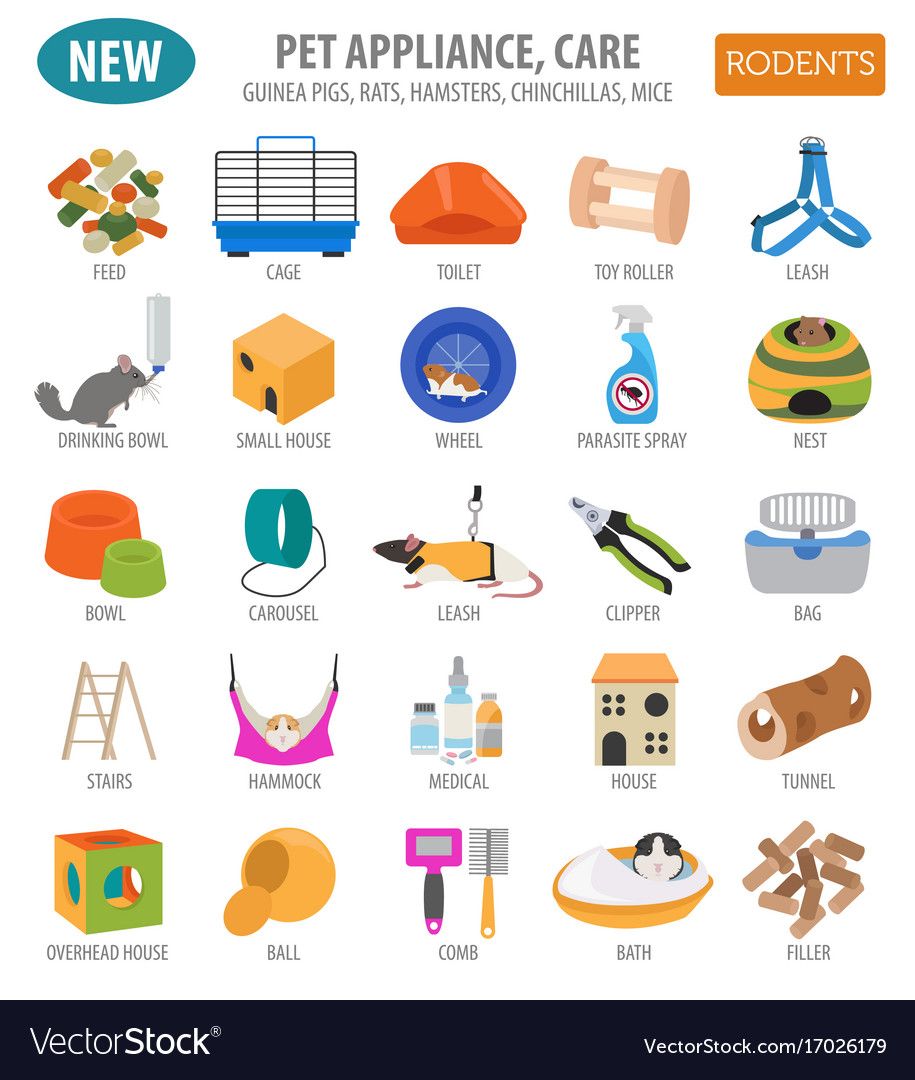 NEW
PET APPLIANCE, CARE
GUINEA PIGS, RATS, HAMSTERS, CHINCHILLAS, MICE
RODENTS
FEED
CAGE
TOILET
TOY ROLLER
LEASH
DRINKING BOWL
SMALL HOUSE
WHEEL
PARASITE SPRAY
NEST
BOWL
CAROUSEL
LEASH
CLIPPER
BAG
STAIRS
HAMMOCK
MEDICAL
HOUSE
TUNNEL
OVERHEAD HOUSE
BALL
COMB
BATH
FILLER
VectorStock®
VectorStock.com/17026179